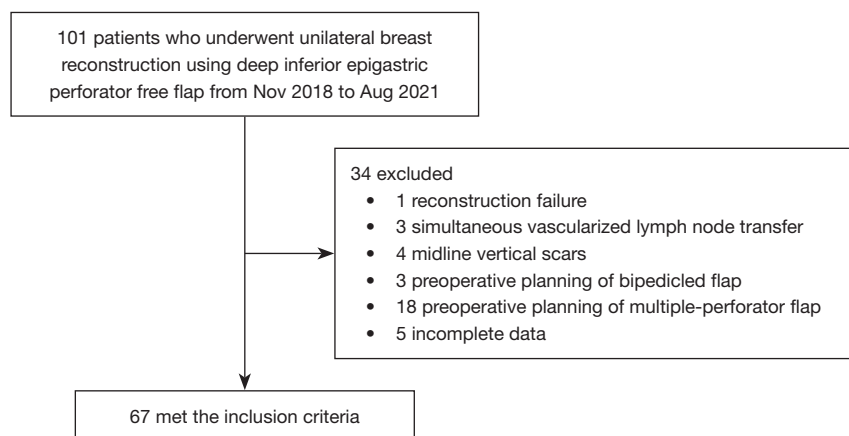 101 patients who underwent unilateral breast
reconstruction using deep inferior epigastric
perforator free flap from Nov 2018 to Aug 2021
34 excluded
• 1 reconstruction failure
• 3 simultaneous vascularized lymph node transfer
• 4 midline vertical scars
• 3 preoperative planning of bipedicled flap
• 18 preoperative planning of multiple-perforator flap
• 5 incomplete data
67 met the inclusion criteria